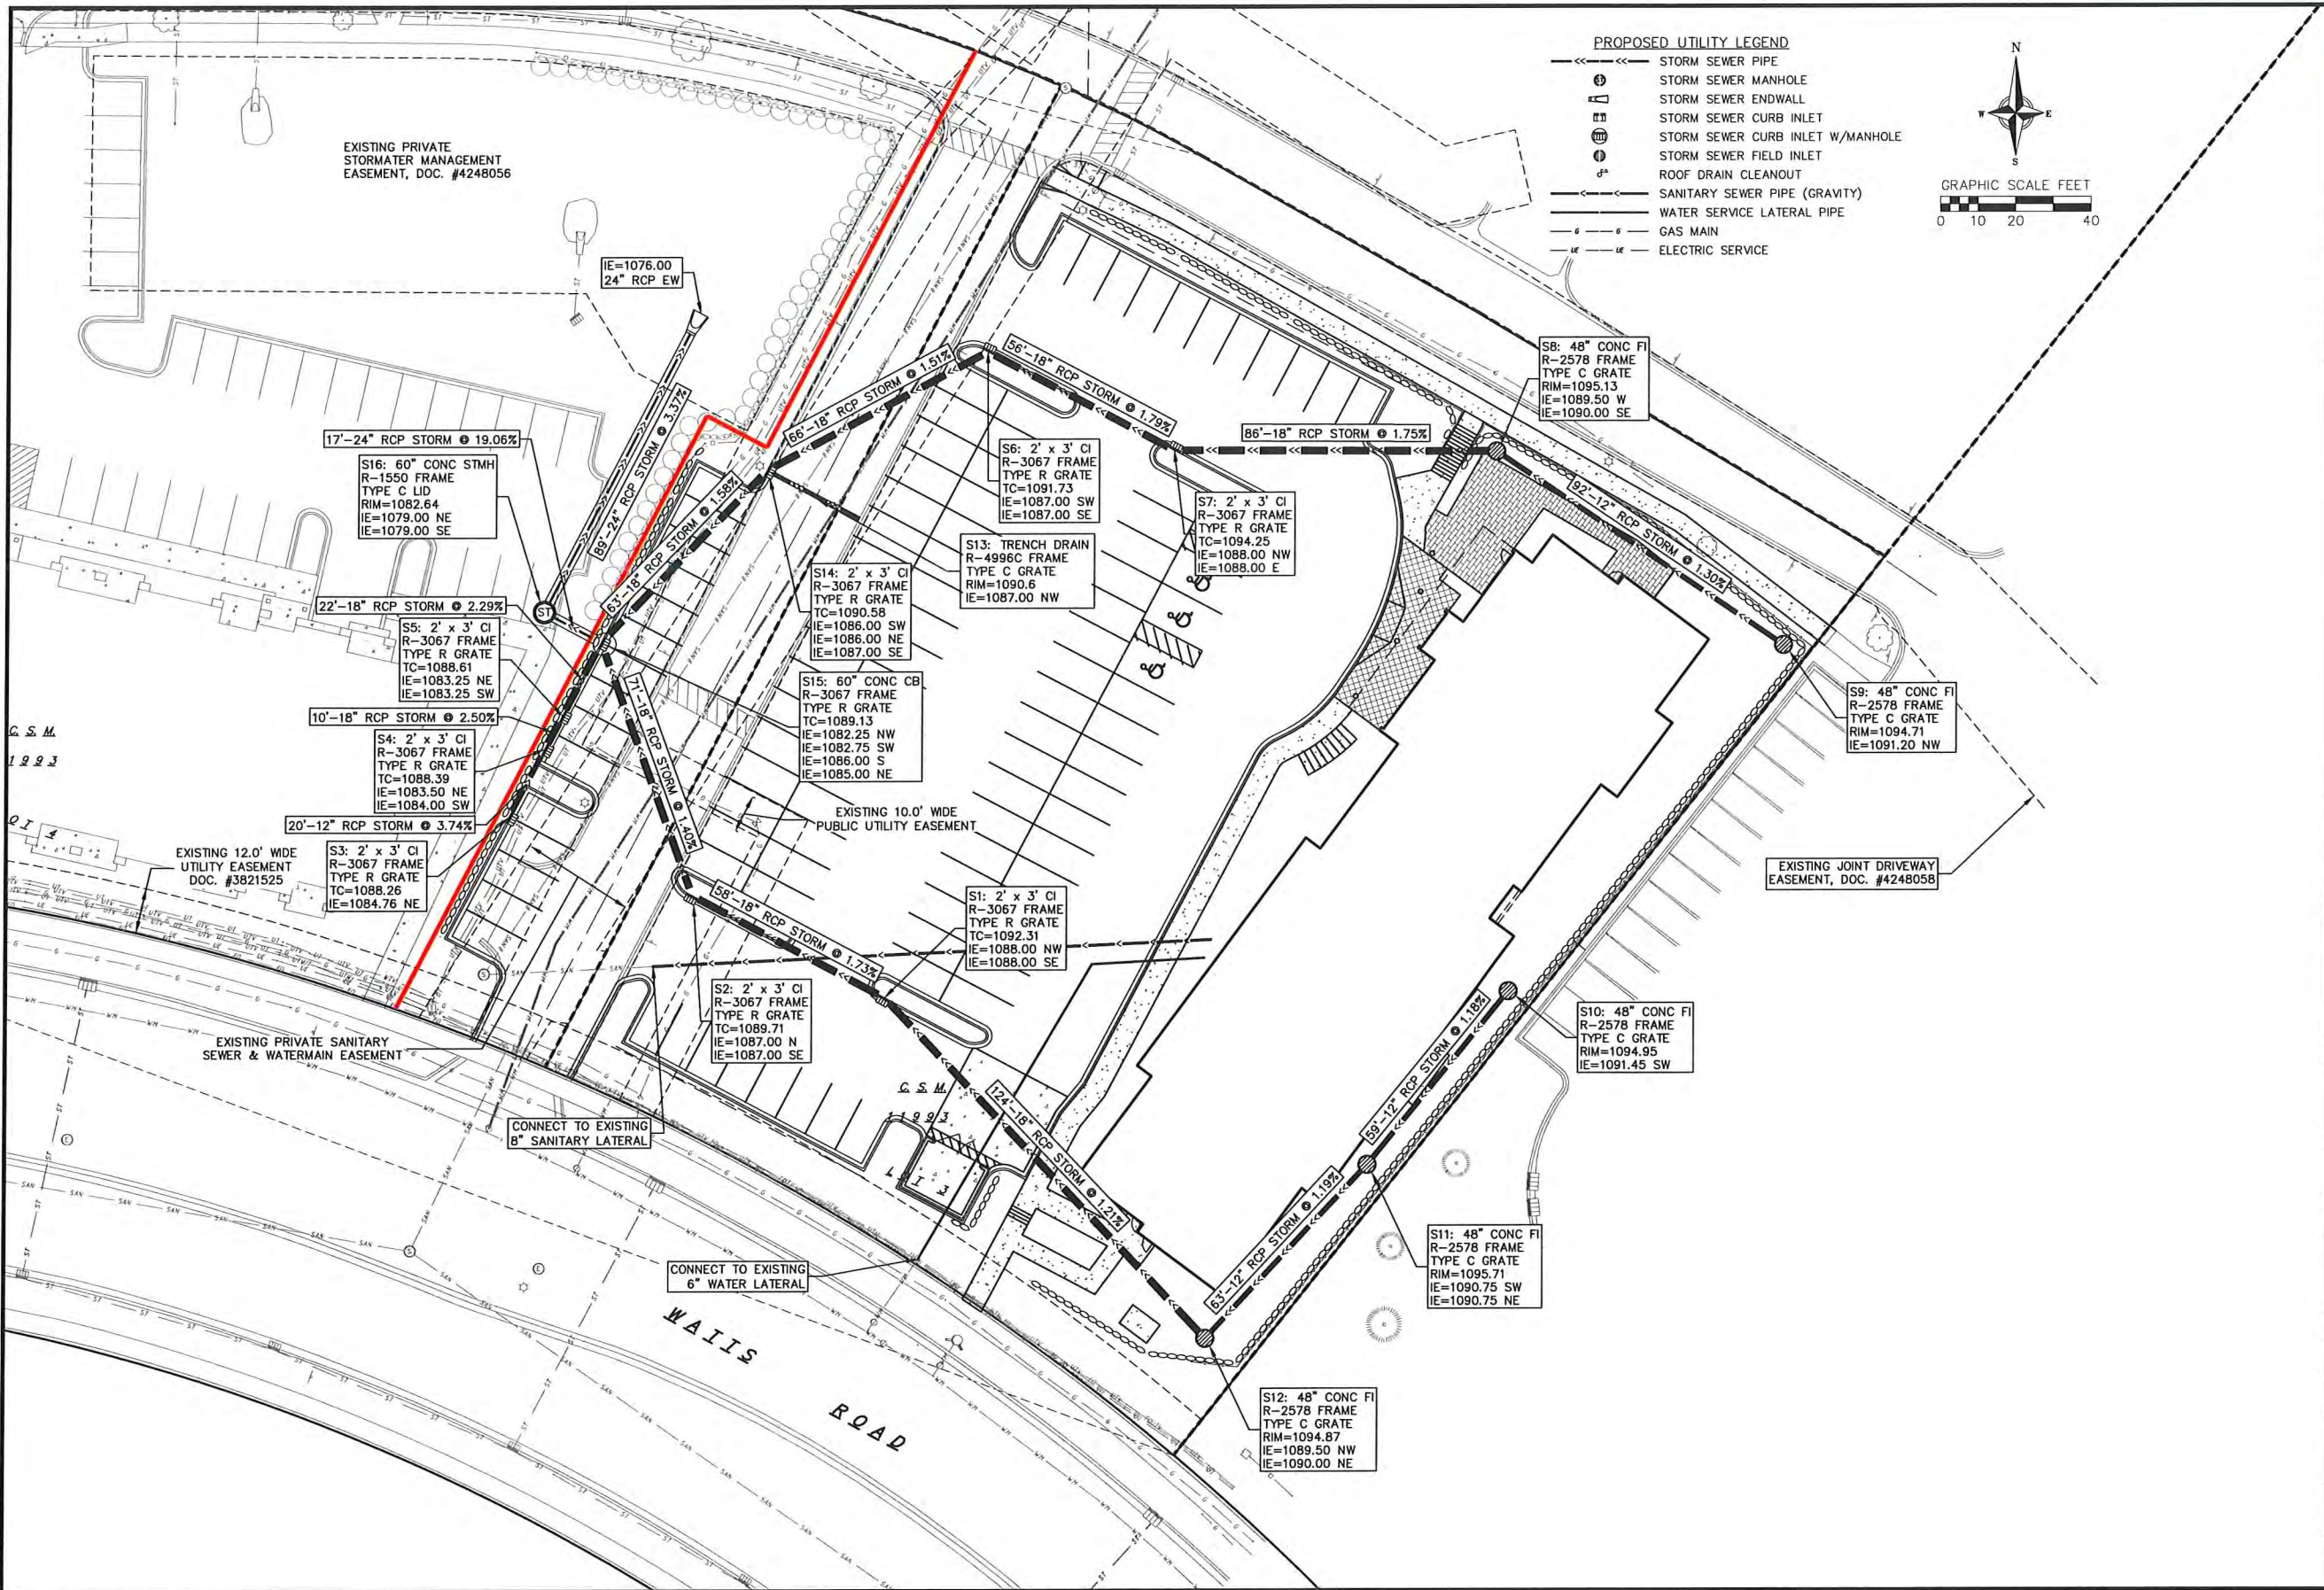 PROPOSED UTILITY LEGEND
STORM SEWER PIPE
STORM SEWER MANHOLE
STORM SEWER ENDWALL
STORM SEWER CURB INLET
STORM SEWER CURB INLET W/MANHOLE
STORM SEWER FIELD INLET
ROOF DRAIN CLEANOUT
SANITARY SEWER PIPE (GRAVITY)
WATER SERVICE LATERAL PIPE
GAS MAIN
ELECTRIC SERVICE
N
W E
S
GRAPHIC SCALE FEET
0 10 20 40
EXISTING PRIVATE
STORMATER MANAGEMENT
EASEMENT, DOC. #4248056
IE=1076.00
24" RCP EW
89'-24" RCP STORM @ 3.37%
66'-18" RCP STORM @ 1.51%
56'-18" RCP STORM @ 1.79%
86'-18" RCP STORM @ 1.75%
S8: 48" CONC FI
R-2578 FRAME
TYPE C GRATE
RIM=1095.13
IE=1089.50 W
IE=1090.00 SE
17'-24" RCP STORM @ 19.06%
S16: 60" CONC STMH
R-1550 FRAME
TYPE C LID
RIM=1082.64
IE=1079.00 NE
IE=1079.00 SE
S6: 2' x 3' CI
R-3067 FRAME
TYPE R GRATE
TC=1091.73
IE=1087.00 SW
IE=1087.00 SE
S7: 2' x 3' CI
R-3067 FRAME
TYPE R GRATE
TC=1094.25
IE=1088.00 NW
IE=1088.00 E
92'-12" RCP STORM @ 1.30%
63'-18" RCP STORM @ 1.58%
S13: TRENCH DRAIN
R-4996C FRAME
TYPE C GRATE
RIM=1090.6
IE=1087.00 NW
S14: 2' x 3' CI
R-3067 FRAME
TYPE R GRATE
TC=1090.58
IE=1086.00 SW
IE=1086.00 NE
IE=1087.00 SE
ST
22'-18" RCP STORM @ 2.29%
S5: 2' x 3' CI
R-3067 FRAME
TYPE R GRATE
TC=1088.61
IE=1083.25 NE
IE=1083.25 SW
S15: 60" CONC CB
R-3067 FRAME
TYPE R GRATE
TC=1089.13
IE=1082.25 NW
IE=1082.75 SW
IE=1086.00 S
IE=1085.00 NE
71'-18" RCP STORM @ 1.40%
S9: 48" CONC FI
R-2578 FRAME
TYPE C GRATE
RIM=1094.71
IE=1091.20 NW
10'-18" RCP STORM @ 2.50%
S4: 2' x 3' CI
R-3067 FRAME
TYPE R GRATE
TC=1088.39
IE=1083.50 NE
IE=1084.00 SW
C. S. M.
1 9 9 3
20'-12" RCP STORM @ 3.74%
S3: 2' x 3' CI
R-3067 FRAME
TYPE R GRATE
TC=1088.26
IE=1084.76 NE
EXISTING 10.0' WIDE
PUBLIC UTILITY EASEMENT
EXISTING 12.0' WIDE
UTILITY EASEMENT
DOC. #3821525
EXISTING JOINT DRIVEWAY
EASEMENT, DOC. #4248058
58'-18" RCP STORM @ 1.73%
S1: 2' x 3' CI
R-3067 FRAME
TYPE R GRATE
TC=1092.31
IE=1088.00 NW
IE=1088.00 SE
S2: 2' x 3' CI
R-3067 FRAME
TYPE R GRATE
TC=1089.71
IE=1087.00 N
IE=1087.00 SE
59'-12" RCP STORM @ 1.18%
S10: 48" CONC FI
R-2578 FRAME
TYPE C GRATE
RIM=1094.95
IE=1091.45 SW
EXISTING PRIVATE SANITARY
SEWER & WATERMAIN EASEMENT
C. S. M.
1 1 9 9 3
CONNECT TO EXISTING
8" SANITARY LATERAL
124'-18" RCP STORM @ 1.21%
63'-12" RCP STORM @ 1.19%
S11: 48" CONC FI
R-2578 FRAME
TYPE C GRATE
RIM=1095.71
IE=1090.75 SW
IE=1090.75 NE
CONNECT TO EXISTING
6" WATER LATERAL
WAIIS
ROAD
S12: 48" CONC FI
R-2578 FRAME
TYPE C GRATE
RIM=1094.87
IE=1089.50 NW
IE=1090.00 NE